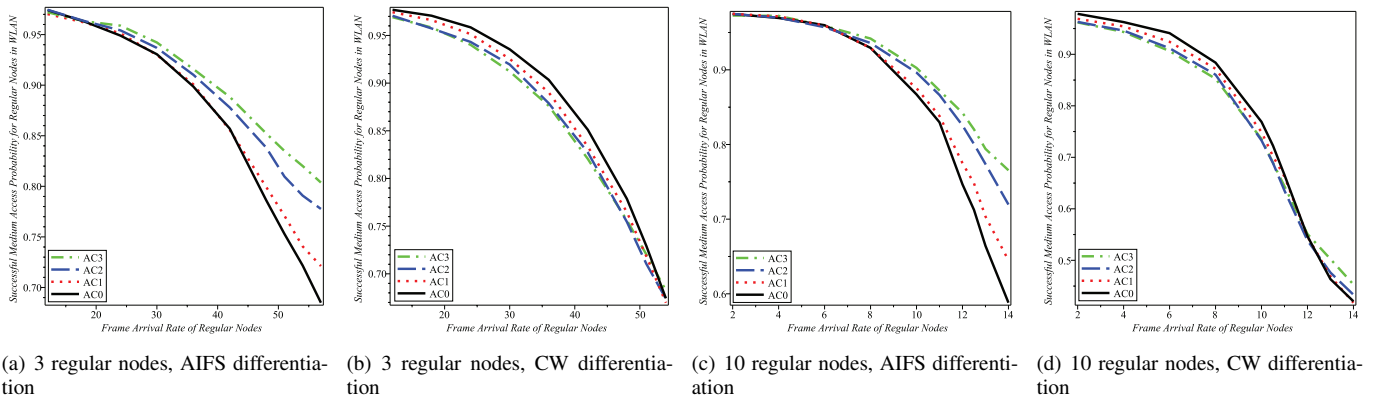 Successful Medium Access Probability for Regular Nodes in WLAN
0.95
0.90
0.85
0.80
0.75
0.70
AC3
AC2
AC1
AC0
20
30
40
50
Frame Arrival Rate of Regular Nodes
(a) 3 regular nodes, AIFS differentia-
tion
Successful Medium Access Probability for Regular Nodes in WLAN
0.95
0.90
0.85
0.80
0.75
0.70
AC3
AC2
AC1
AC0
20
30
40
50
Frame Arrival Rate of Regular Nodes
(b) 3 regular nodes, CW differentia-
tion
Successful Medium Access Probability for Regular Nodes in WLAN
0.9
0.8
0.7
0.6
AC3
AC2
AC1
AC0
2
4
6
8
10
12
14
Frame Arrival Rate of Regular Nodes
(c) 10 regular nodes, AIFS differenti-
ation
Successful Medium Access Probability for Regular Nodes in WLAN
0.9
0.8
0.7
0.6
0.5
AC3
AC2
AC1
AC0
2
4
6
8
10
12
14
Frame Arrival Rate of Regular Nodes
(d) 10 regular nodes, CW differentia-
tion